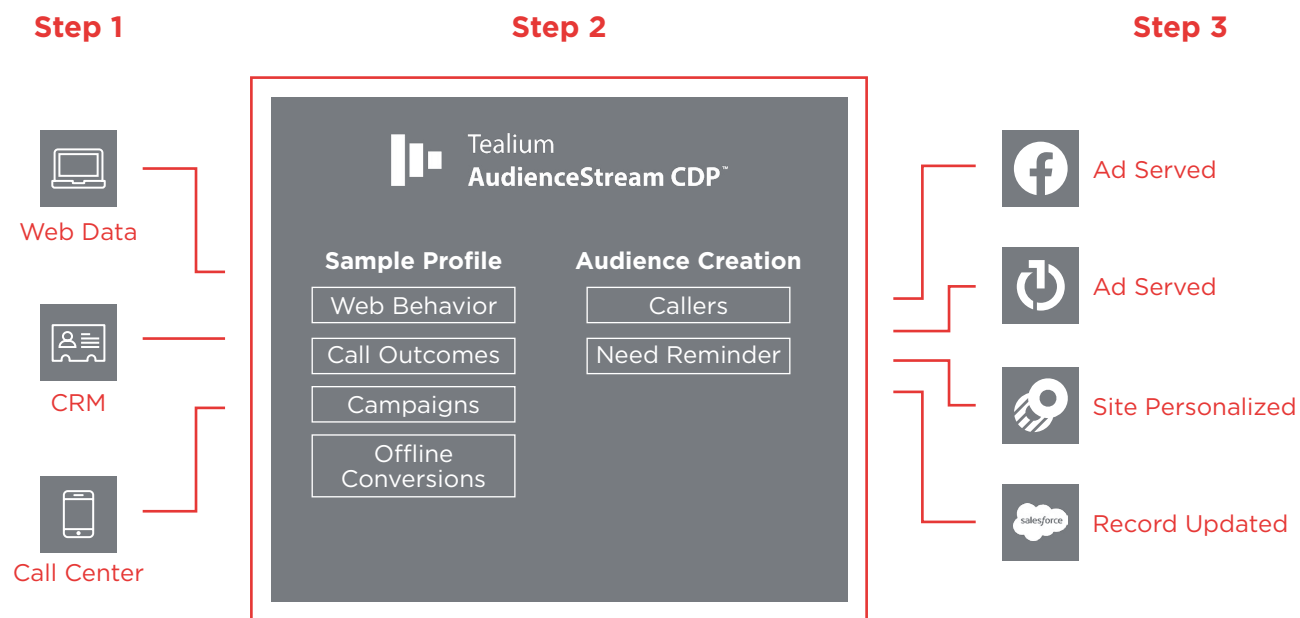 Step 1
Step 2
Step 3
Tealium
AudienceStream CDP™
Web Data
CRM
Call Center
Sample Profile
Web Behavior
Call Outcomes
Campaigns
Offline
Conversions
Audience Creation
Callers
Need Reminder
Ad Served
Ad Served
Site Personalized
salesforce
Record Updated